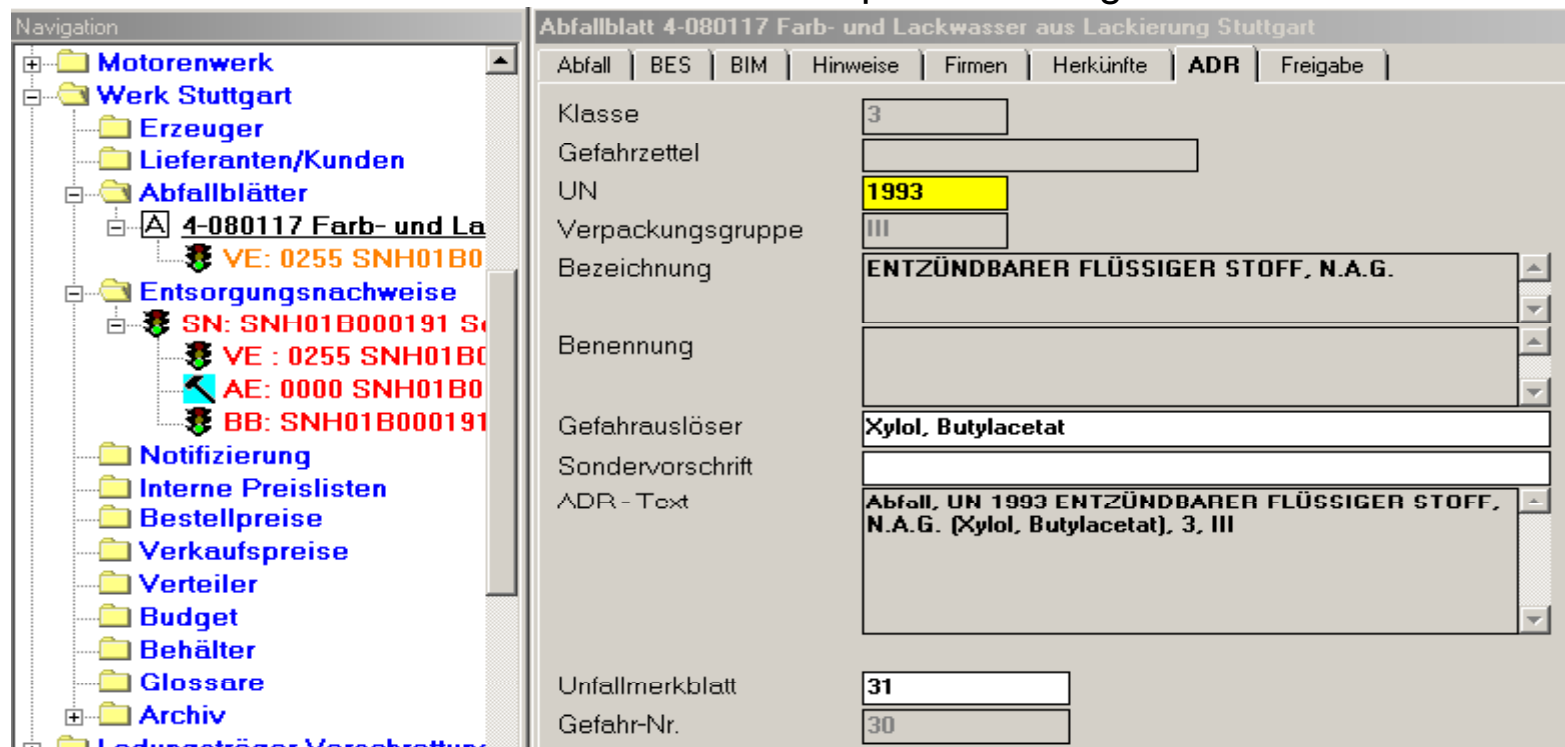 Navigation
Motorenwerk
Werk Stuttgart
Erzeuger
Lieferanten/Kunden
Abfallblätter
A 4-080117 Farb- und La
VE: 0255 SNH01B0
Entsorgungsnachweise
SN: SNH01B000191 S
VE : 0255 SNH01B0
AE: 0000 SNH01B0
BB: SNH01B000191
Notifizierung
Interne Preislisten
Bestellpreise
Verkaufspreise
Verteiler
Budget
Behälter
Glossare
Archiv
Abfallblatt 4-080117 Farb- und Lackwasser aus Lackierung Stuttgart
Abfall BES BIM Hinweise Firmen Herkünfte ADR Freigabe
Klasse 3
Gefahrzettel
UN 1993
Verpackungsgruppe III
Bezeichnung ENTZÜNDBARER FLÜSSIGER STOFF, N.A.G.
Benennung
Gefahrauslöser Xylol, Butylacetat
Sondervorschrift
ADR - Text Abfall, UN 1993 ENTZÜNDBARER FLÜSSIGER STOFF,
N.A.G. (Xylol, Butylacetat), 3, III
Unfallmerkblatt 31
Gefahr-Nr. 30